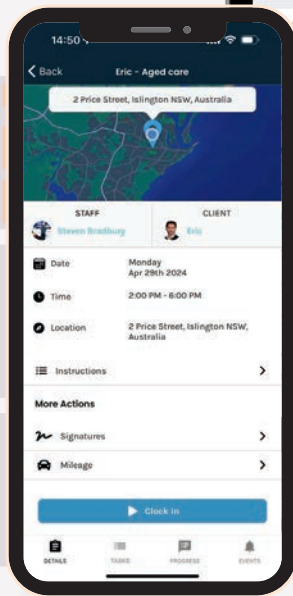 14:50
Back
Eric - Aged care
2 Price Street, Islington NSW, Australia
STAFF
Steven Bradbury
CLIENT
Eric
Date
Monday
Apr 29th 2024
Time
2:00 PM - 6:00 PM
Location
2 Price Street, Islington NSW,
Australia
Instructions
More Actions
Signatures
Mileage
Clock in
DETAILS
TASKS
PROGRESS
EVENTS